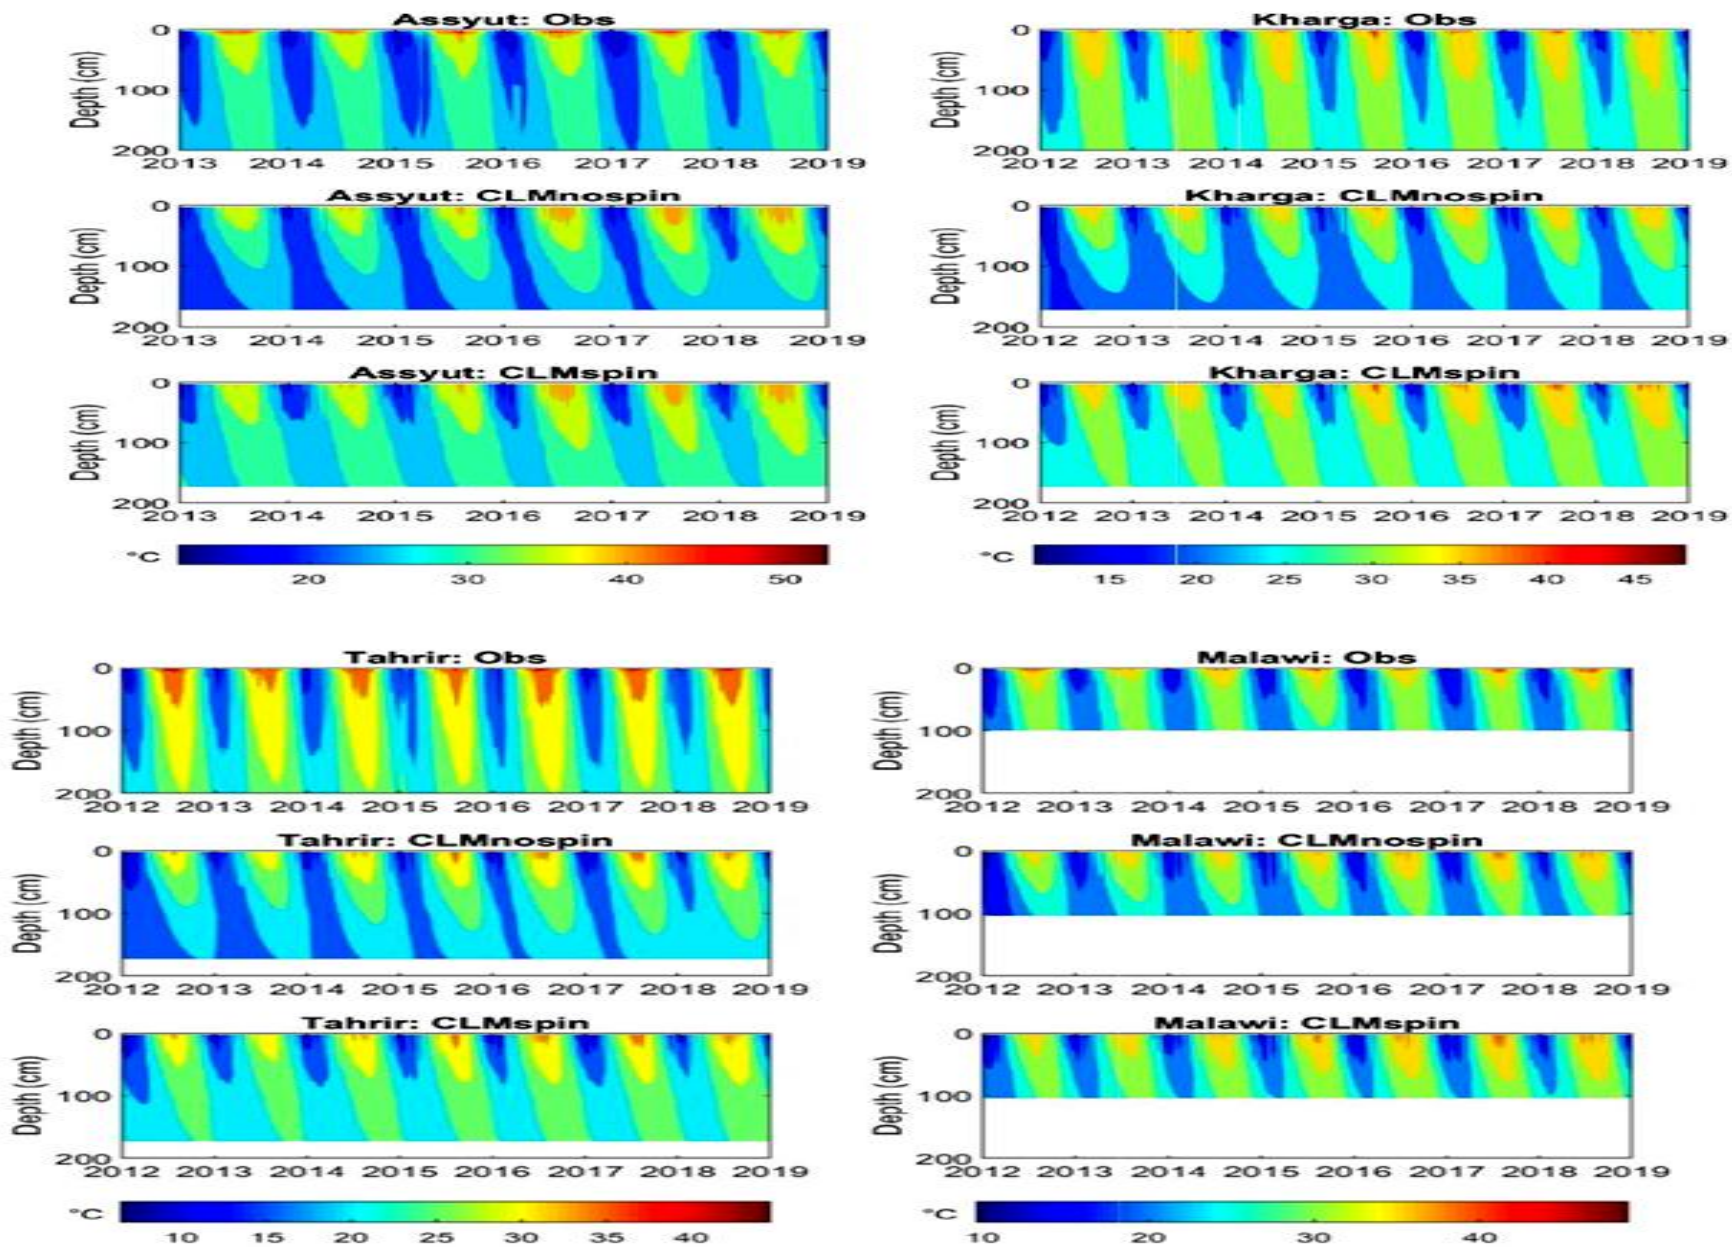 Assyut: Obs
Depth (cm)
0
100
200
2013 2014 2015 2016 2017 2018 2019
Kharga: Obs
Depth (cm)
0
100
200
2012 2013 2014 2015 2016 2017 2018 2019
Assyut: CLMnospin
Depth (cm)
0
100
200
2013 2014 2015 2016 2017 2018 2019
Kharga: CLMnospin
Depth (cm)
0
100
200
2012 2013 2014 2015 2016 2017 2018 2019
Assyut: CLMspin
Depth (cm)
0
100
200
2013 2014 2015 2016 2017 2018 2019
Kharga: CLMspin
Depth (cm)
0
100
200
2012 2013 2014 2015 2016 2017 2018 2019
°C
20 30 40 50
°C
15 20 25 30 35 40 45
Tahrir: Obs
Depth (cm)
0
100
200
2012 2013 2014 2015 2016 2017 2018 2019
Malawi: Obs
Depth (cm)
0
100
200
2012 2013 2014 2015 2016 2017 2018 2019
Tahrir: CLMnospin
Depth (cm)
0
100
200
2012 2013 2014 2015 2016 2017 2018 2019
Malawi: CLMnospin
Depth (cm)
0
100
200
2012 2013 2014 2015 2016 2017 2018 2019
Tahrir: CLMspin
Depth (cm)
0
100
200
2012 2013 2014 2015 2016 2017 2018 2019
Malawi: CLMspin
Depth (cm)
0
100
200
2012 2013 2014 2015 2016 2017 2018 2019
°C
10 15 20 25 30 35 40
°C
10 20 30 40